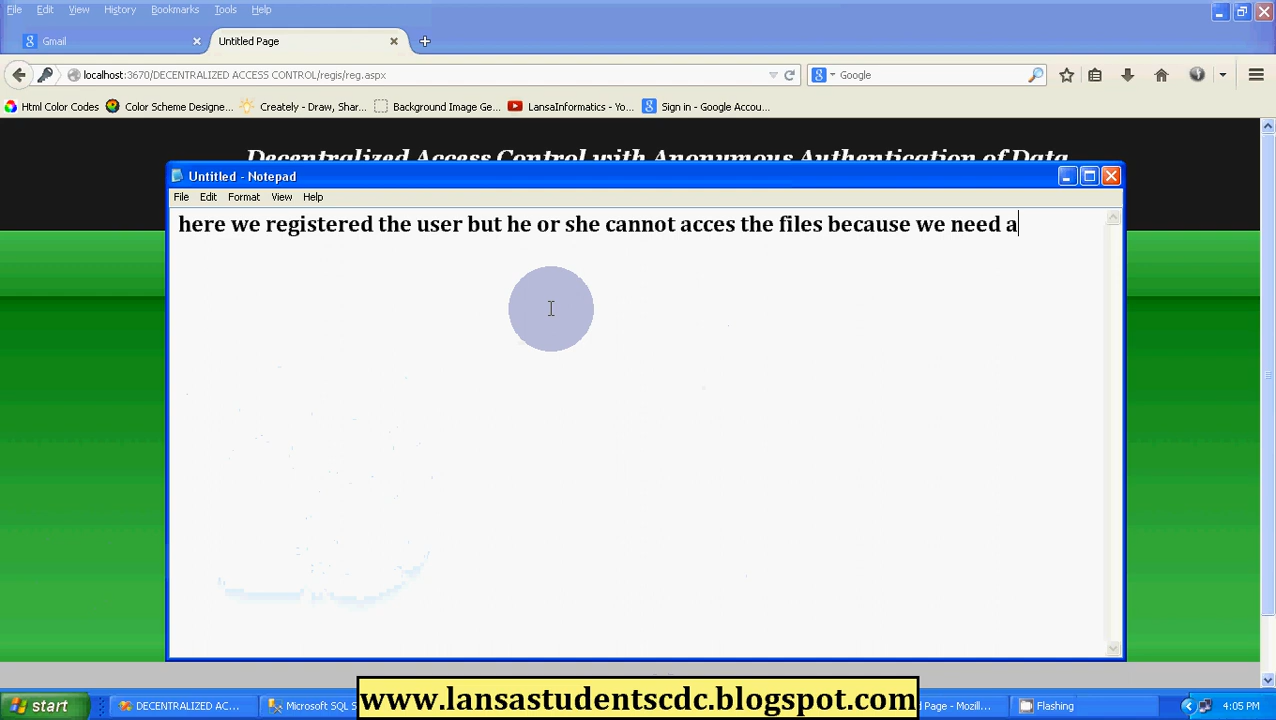 File Edit View History Bookmarks Tools Help
Gmail Untitled Page
localhost:3670/DECENTRALIZED ACCESS CONTROL/regis/reg.aspx Google
Html Color Codes Color Scheme Designe... Creately - Draw, Shar... Background Image Ge... LansaInformatics - Yo... Sign in - Google Accou...
Decentralized Access Control with Anonymous Authentication of Data
Untitled - Notepad
File Edit Format View Help
here we registered the user but he or she cannot acces the files because we need a
www.lansastudentscdc.blogspot.com
start DECENTRALIZED AC... Microsoft SQL S Page - Mozilla... Flashing 4:05 PM